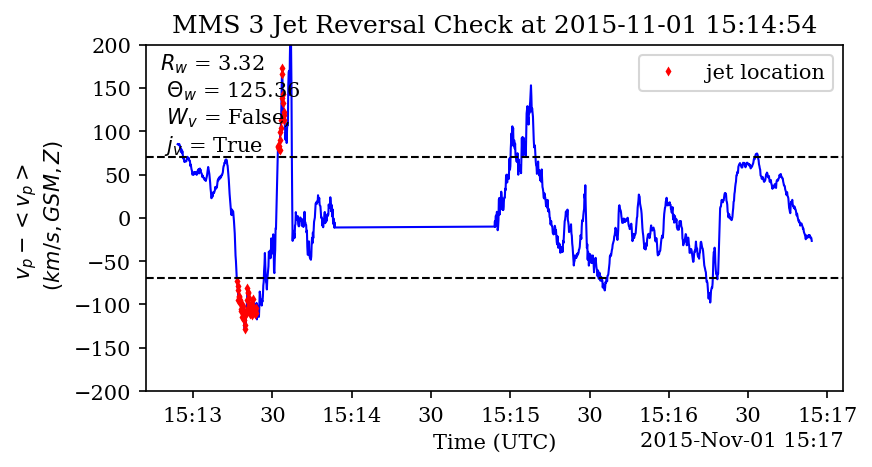 MMS 3 Jet Reversal Check at 2015-11-01 15:14:54
R_w = 3.32
Θ_w = 125.36
W_v = False
j_v = True
jet location
v_p − < v_p >
(km/s, GSM, Z)
200
150
100
50
0
−50
−100
−150
−200
15:13 30 15:14 30 15:15 30 15:16 30 15:17
Time (UTC)
2015-Nov-01 15:17